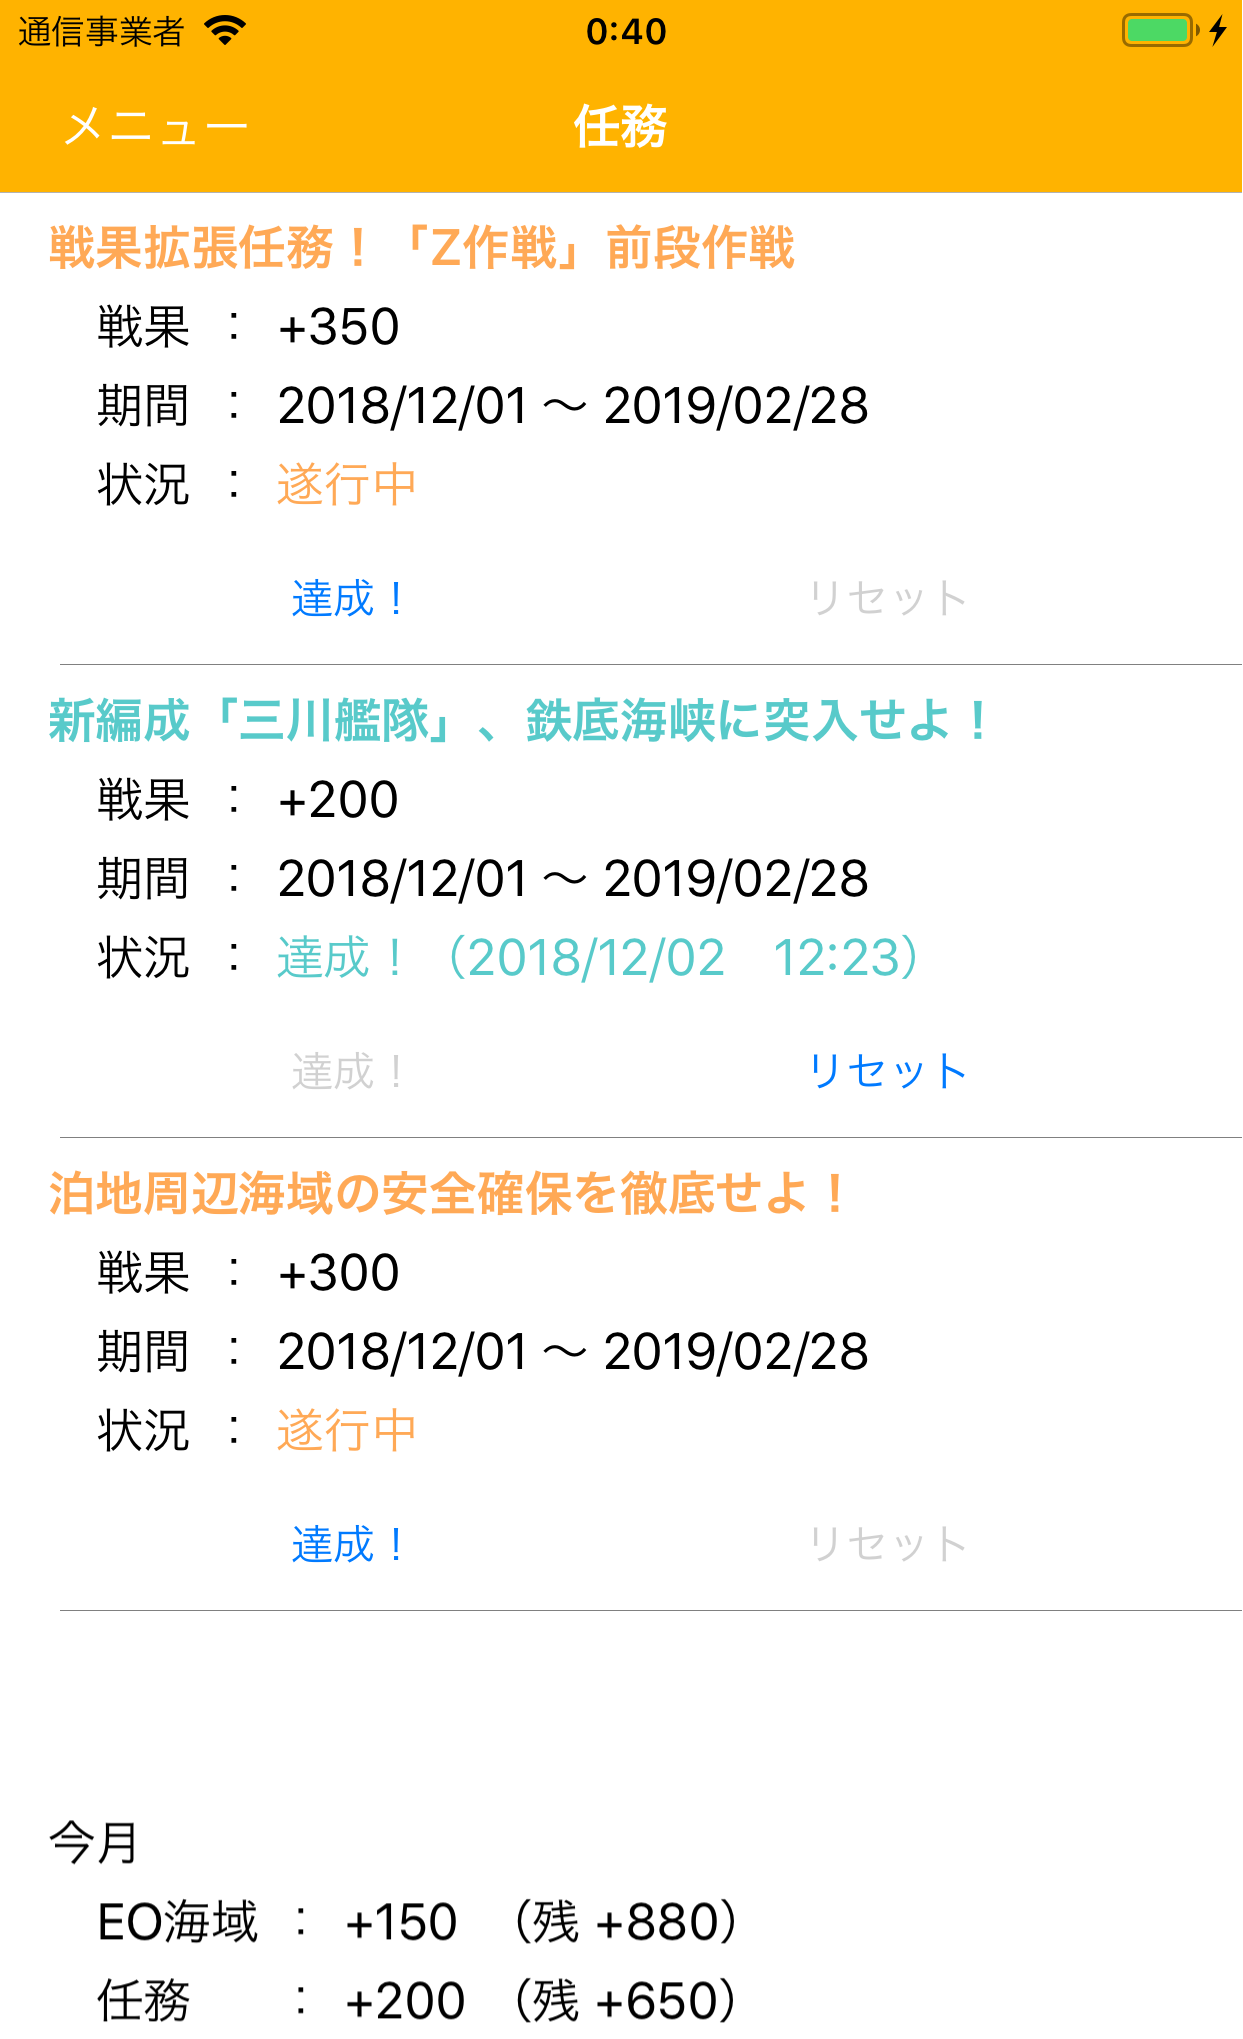 通信事業者 0:40
メニュー 任務
戦果拡張任務！「Z作戦」前段作戦
戦果 ： +350
期間 ： 2018/12/01 〜 2019/02/28
状況 ： 遂行中
達成！ リセット
新編成「三川艦隊」、鉄底海峡に突入せよ！
戦果 ： +200
期間 ： 2018/12/01 〜 2019/02/28
状況 ： 達成！（2018/12/02　12:23）
達成！ リセット
泊地周辺海域の安全確保を徹底せよ！
戦果 ： +300
期間 ： 2018/12/01 〜 2019/02/28
状況 ： 遂行中
達成！ リセット
今月
EO海域 ： +150 （残 +880）
任務 ： +200 （残 +650）